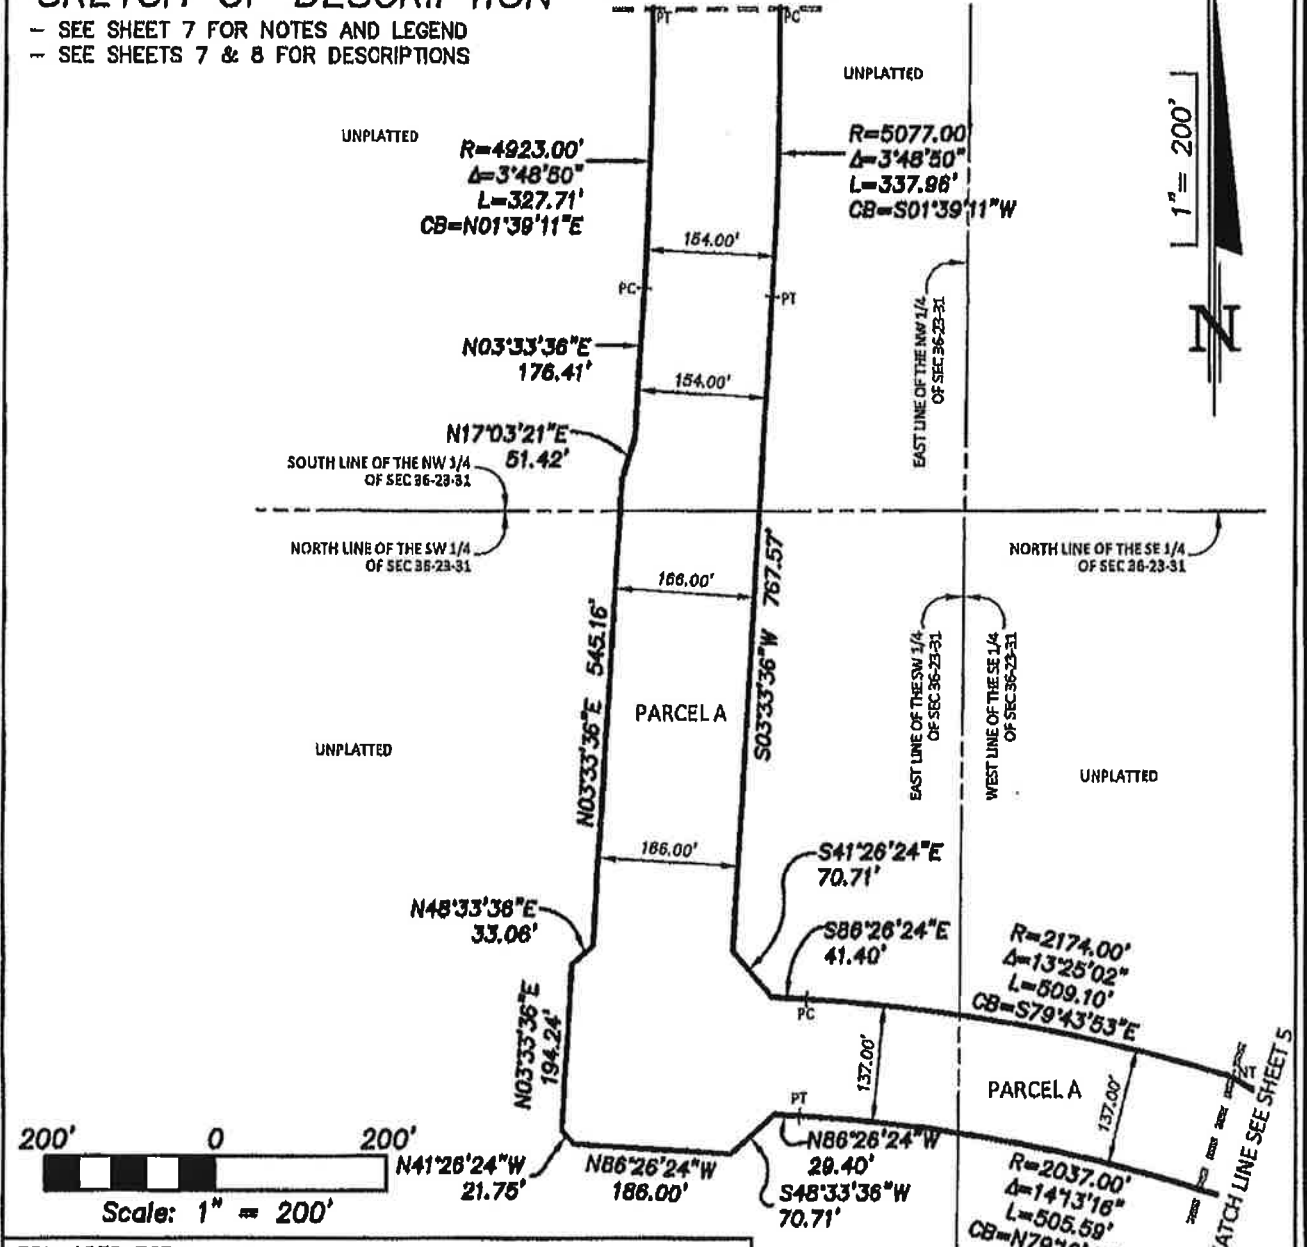 SKETCH OF DESCRIPTION
- SEE SHEET 7 FOR NOTES AND LEGEND
- SEE SHEETS 7 & 8 FOR DESCRIPTIONS
PT
PC
UNPLATTED
1"= 200'
UNPLATTED
R=4923.00'
Δ=3°48'50"
L=327.71'
CB=N01°39'11"E
R=5077.00'
Δ=3°48'50"
L=337.96'
CB=S01°39'11"W
154.00'
PC
PT
EAST LINE OF THE NW 1/4
OF SEC 36-23-31
N
N03°33'36"E
176.41'
154.00'
N17°03'21"E
51.42'
SOUTH LINE OF THE NW 1/4
OF SEC 36-23-31
NORTH LINE OF THE SW 1/4
OF SEC 36-23-31
NORTH LINE OF THE SE 1/4
OF SEC 36-23-31
166.00'
N03°33'36"E 545.16'
S03°33'36"W 767.57'
PARCEL A
EAST LINE OF THE SW 1/4
OF SEC 36-23-31
WEST LINE OF THE SE 1/4
OF SEC 36-23-31
UNPLATTED
UNPLATTED
166.00'
S41°26'24"E
70.71'
N48°33'36"E
33.06'
S86°26'24"E
41.40'
R=2174.00'
Δ=13°25'02"
L=509.10'
CB=S79°43'53"E
PC
N03°33'36"E
194.24'
137.00'
PARCEL A
137.00'
NT
MATCH LINE SEE SHEET 5
PT
N86°26'24"W
29.40'
200' 0 200'
Scale: 1" = 200'
N41°26'24"W
21.75'
N86°26'24"W
186.00'
S48°33'36"W
70.71'
R=2037.00'
Δ=14°13'16"
L=505.59'